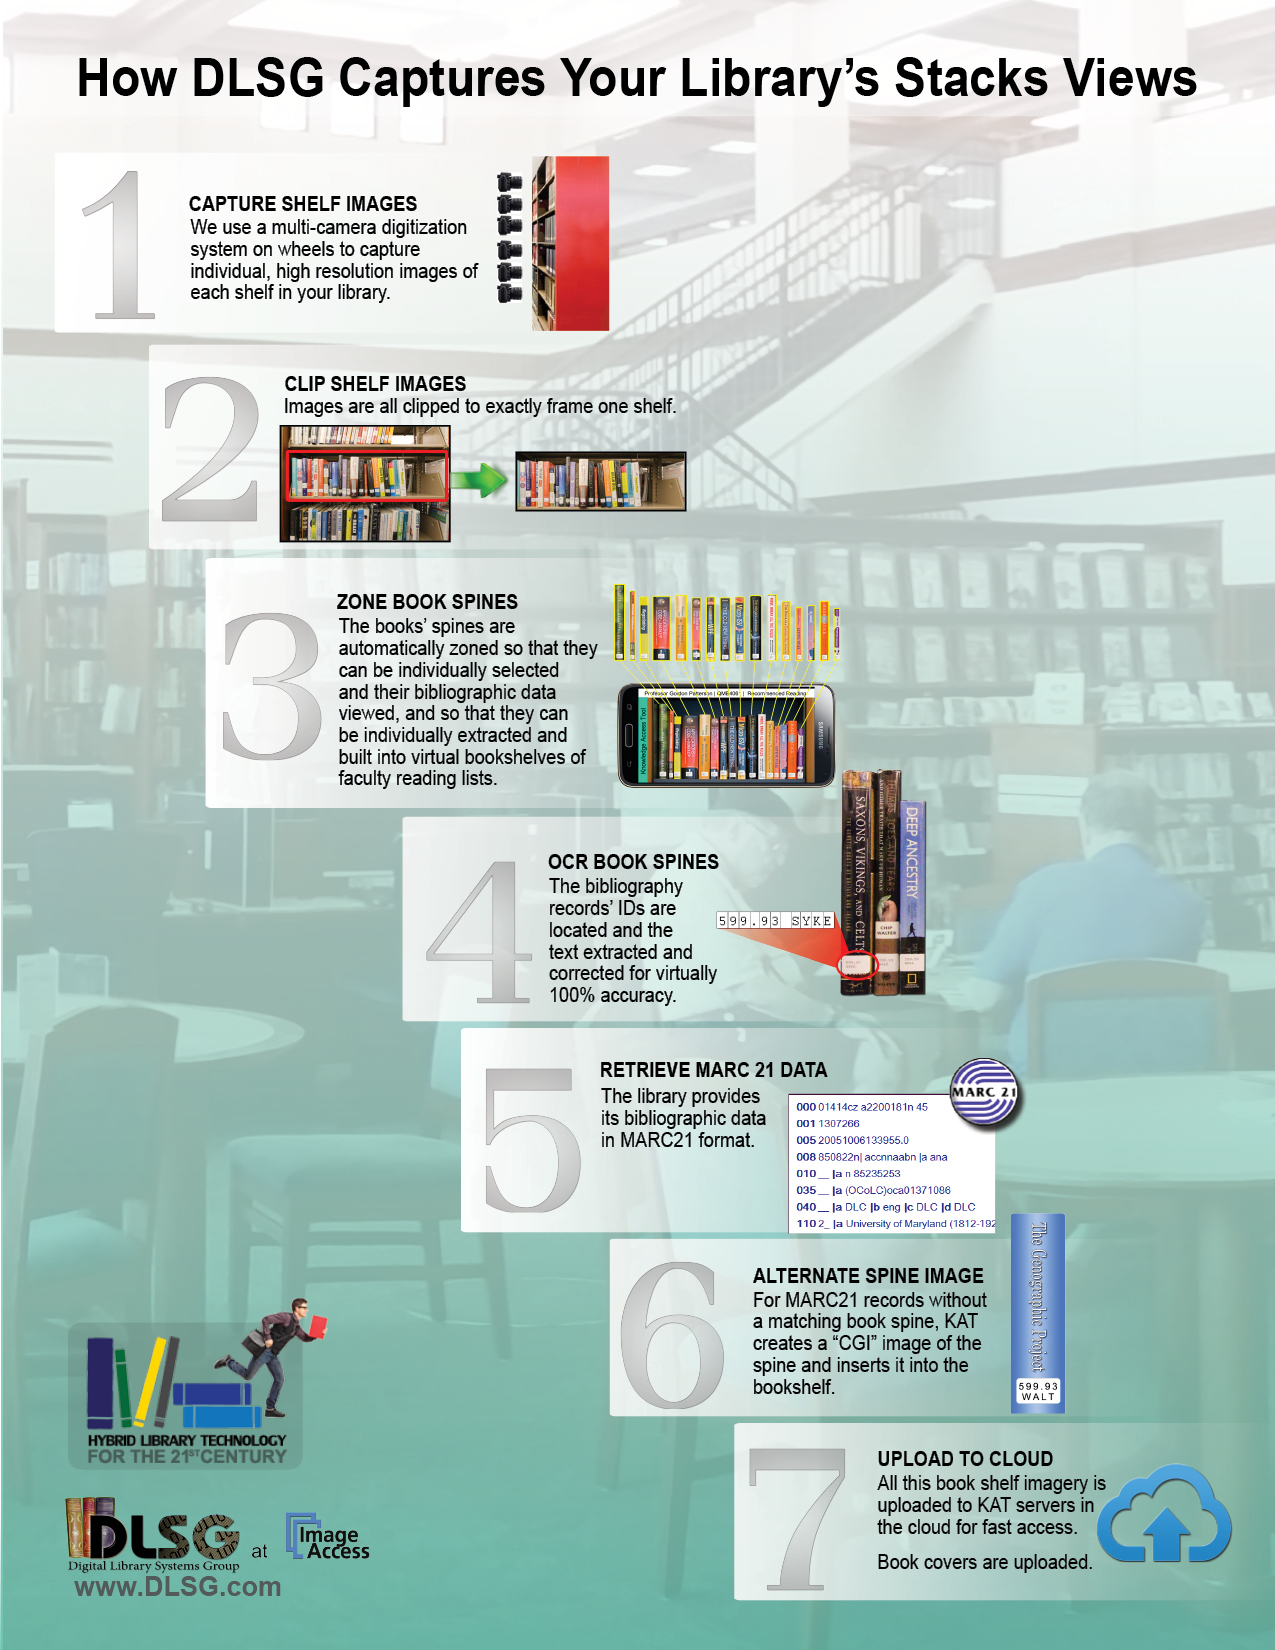 How DLSG Captures Your Library's Stacks Views
1
CAPTURE SHELF IMAGES
We use a multi-camera digitization
system on wheels to capture
individual, high resolution images of
each shelf in your library.
2
CLIP SHELF IMAGES
Images are all clipped to exactly frame one shelf.
3
ZONE BOOK SPINES
The books' spines are
automatically zoned so that they
can be individually selected
and their bibliographic data
viewed, and so that they can
be individually extracted and
built into virtual bookshelves of
faculty reading lists.
Professor Gordon Patterson | QME4061 | Recommended Reading
Knowledge Access Tool
SAMSUNG
4
OCR BOOK SPINES
The bibliography
records' IDs are
located and the
text extracted and
corrected for virtually
100% accuracy.
599.93 SYKE
SAXONS, VIKINGS, AND CELTS
CHIP WALTER
DEEP ANCESTRY
5
RETRIEVE MARC 21 DATA
The library provides
its bibliographic data
in MARC21 format.
MARC 21
000 01414cz a2200181n 45
001 1307266
005 20051006133955.0
008 850822n| accnnaabn |a ana
010 __ |a n 85235253
035 __ |a (OCoLC)oca01371086
040 __ |a DLC |b eng |c DLC |d DLC
110 2_ |a University of Maryland (1812-192
6
ALTERNATE SPINE IMAGE
For MARC21 records without
a matching book spine, KAT
creates a “CGI” image of the
spine and inserts it into the
bookshelf.
The Genographic Project
599.93
WALT
7
UPLOAD TO CLOUD
All this book shelf imagery is
uploaded to KAT servers in
the cloud for fast access.
Book covers are uploaded.
HYBRID LIBRARY TECHNOLOGY
FOR THE 21ST CENTURY
DLSG
Digital Library Systems Group
at
Image
Access
www.DLSG.com